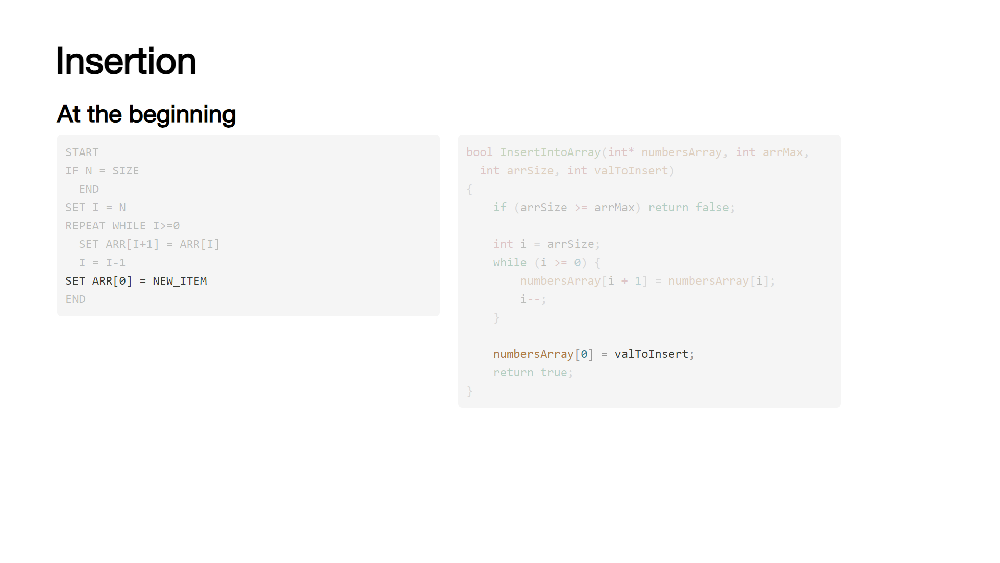 Insertion
At the beginning
START
IF N = SIZE
  END
SET I = N
REPEAT WHILE I>=0
  SET ARR[I+1] = ARR[I]
  I = I-1
SET ARR[0] = NEW_ITEM
END
bool InsertIntoArray(int* numbersArray, int arrMax,
  int arrSize, int valToInsert)
{
    if (arrSize >= arrMax) return false;
    int i = arrSize;
    while (i >= 0) {
        numbersArray[i + 1] = numbersArray[i];
        i--;
    }
    numbersArray[0] = valToInsert;
    return true;
}